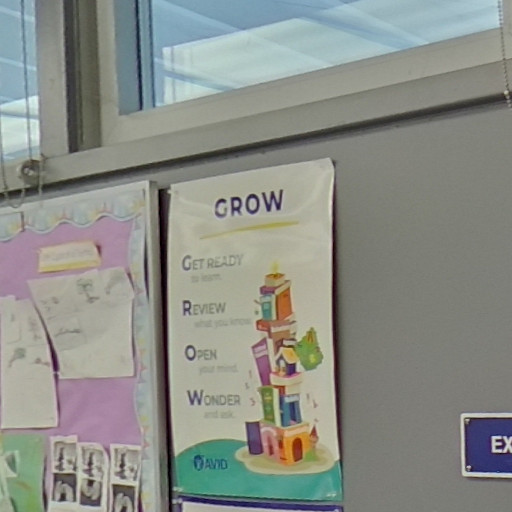 GROW
GET READY
to learn.
REVIEW
what you know.
OPEN
your mind.
WONDER
and ask.
AVID
EX